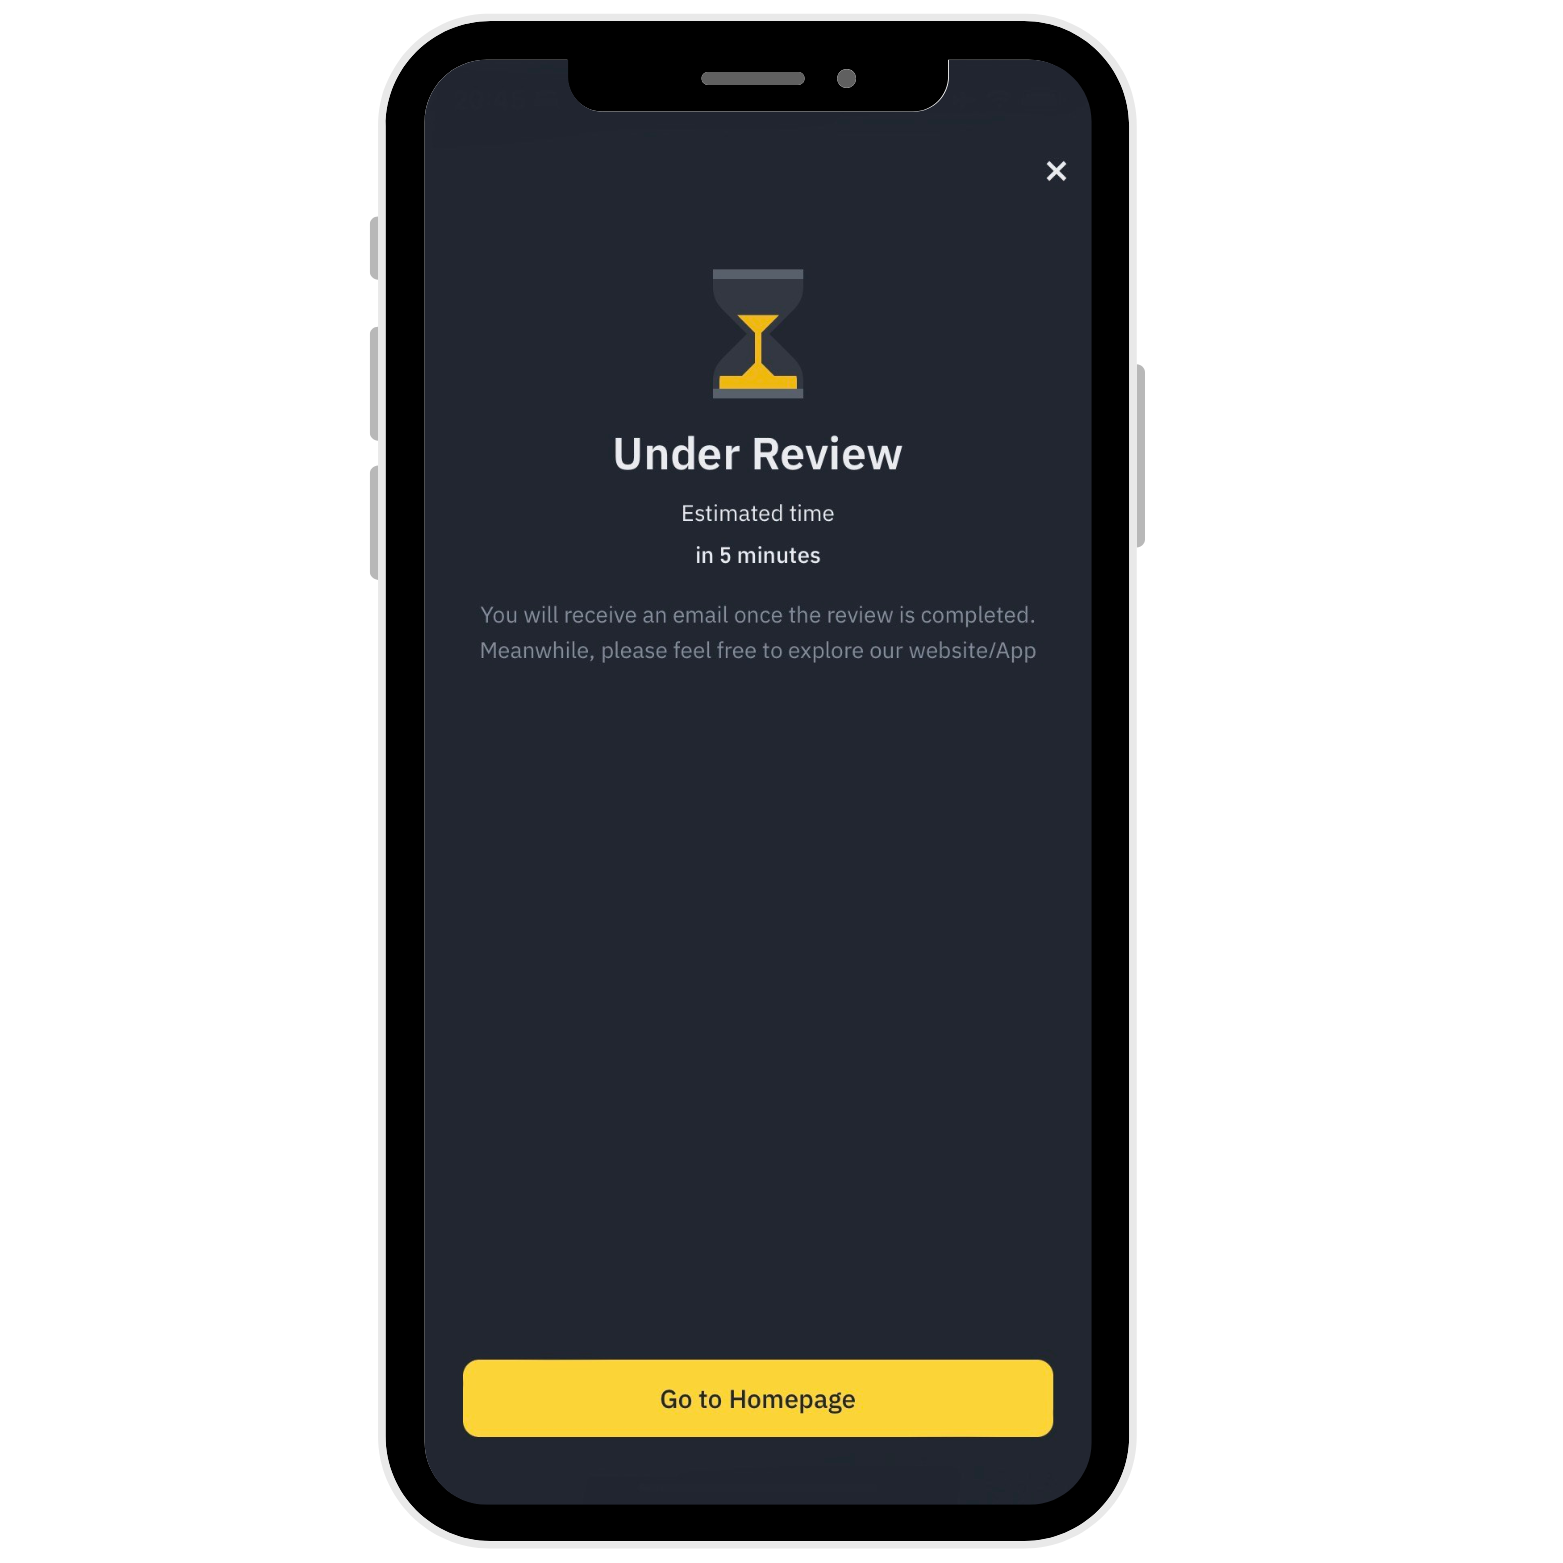 Under Review
Estimated time
in 5 minutes
You will receive an email once the review is completed.
Meanwhile, please feel free to explore our website/App
Go to Homepage